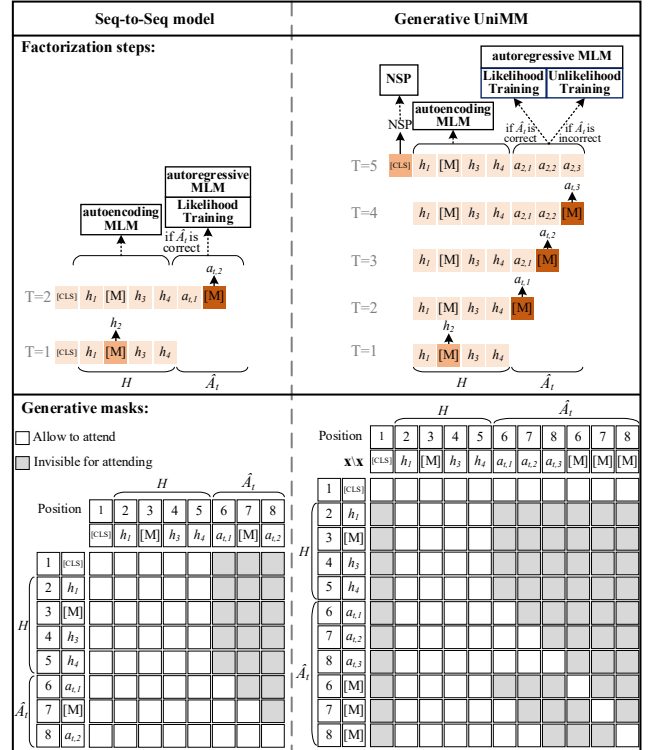 Seq-to-Seq model
Generative UniMM
Factorization steps:
autoregressive MLM
Likelihood Training
Unlikelihood Training
NSP
autoencoding MLM
NSP
if Â_t is correct
if Â_t is incorrect
T=5 [CLS] h_1 [M] h_3 h_4 a_{2,1} a_{2,2} a_{2,3}
a_{t,3}
T=4 h_1 [M] h_3 h_4 a_{2,1} a_{2,2} [M]
a_{t,2}
T=3 h_1 [M] h_3 h_4 a_{2,1} [M]
a_{t,1}
T=2 h_1 [M] h_3 h_4 [M]
h_2
T=1 h_1 [M] h_3 h_4
H Â_t
autoregressive MLM
Likelihood Training
autoencoding MLM
if Â_t is correct
a_{t,2}
T=2 [CLS] h_1 [M] h_3 h_4 a_{t,1} [M]
h_2
T=1 [CLS] h_1 [M] h_3 h_4
H Â_t
Generative masks:
Allow to attend
Invisible for attending
H Â_t
Position 1 2 3 4 5 6 7 8
[CLS] h_1 [M] h_3 h_4 a_{t,1} [M] a_{t,2}
1 [CLS]
2 h_1
3 [M]
4 h_3
5 h_4
6 a_{t,1}
7 [M]
8 a_{t,2}
H
Â_t
H Â_t
Position 1 2 3 4 5 6 7 8 6 7 8
x\x [CLS] h_1 [M] h_3 h_4 a_{t,1} a_{t,2} a_{t,3} [M] [M] [M]
1 [CLS]
2 h_1
3 [M]
4 h_3
5 h_4
6 a_{t,1}
7 a_{t,2}
8 a_{t,3}
6 [M]
7 [M]
8 [M]
H
Â_t